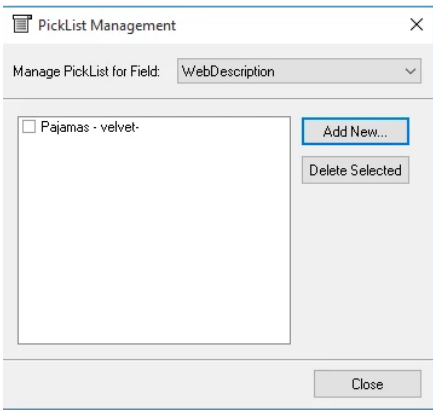 PickList Management
Manage PickList for Field: WebDescription
Pajamas - velvet-
Add New...
Delete Selected
Close